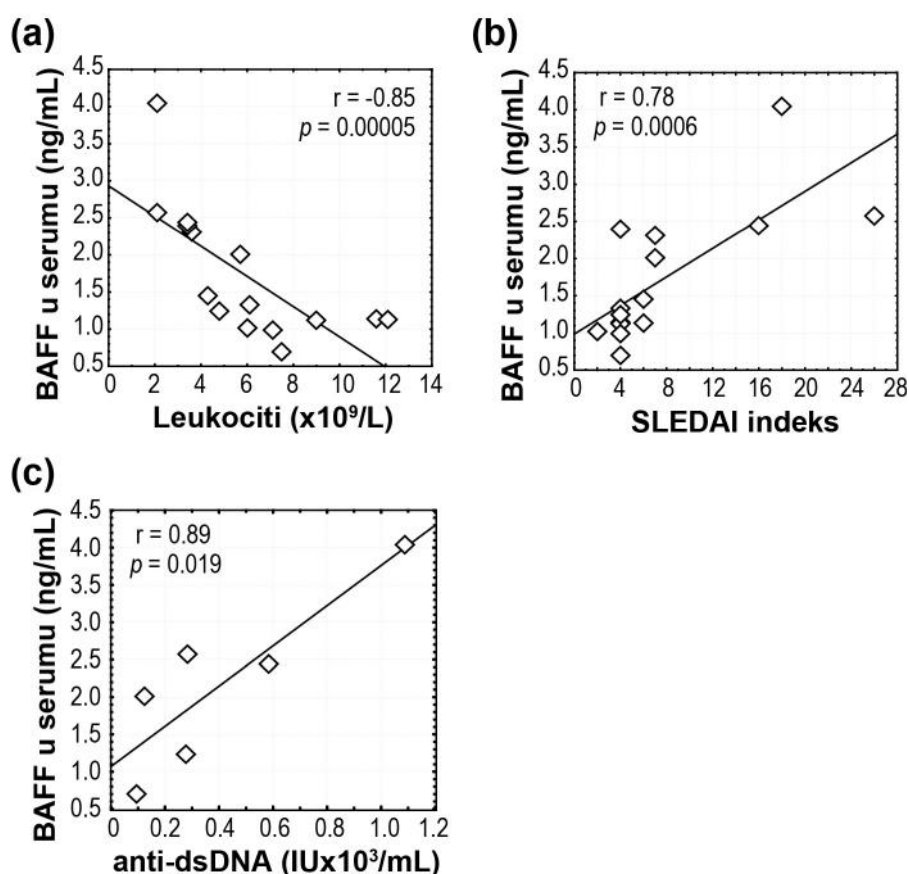 (a)
BAFF u serumu (ng/mL)
4.5
4.0
3.5
3.0
2.5
2.0
1.5
1.0
0.5
r = -0.85
p = 0.00005
0 2 4 6 8 10 12 14
Leukociti (x10⁹/L)
(b)
BAFF u serumu (ng/mL)
4.5
4.0
3.5
3.0
2.5
2.0
1.5
1.0
0.5
r = 0.78
p = 0.0006
0 4 8 12 16 20 24 28
SLEDAI indeks
(c)
BAFF u serumu (ng/mL)
4.5
4.0
3.5
3.0
2.5
2.0
1.5
1.0
0.5
r = 0.89
p = 0.019
0 0.2 0.4 0.6 0.8 1.0 1.2
anti-dsDNA (IUx10³/mL)